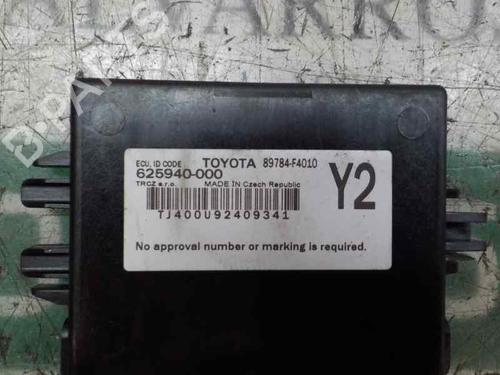 ECU, ID CODE TOYOTA 89784-F4010
625940-000
TRCZ s.r.o. MADE IN Czech Republic
Y2
TJ400U92409341
No approval number or marking is required.
B PARTS